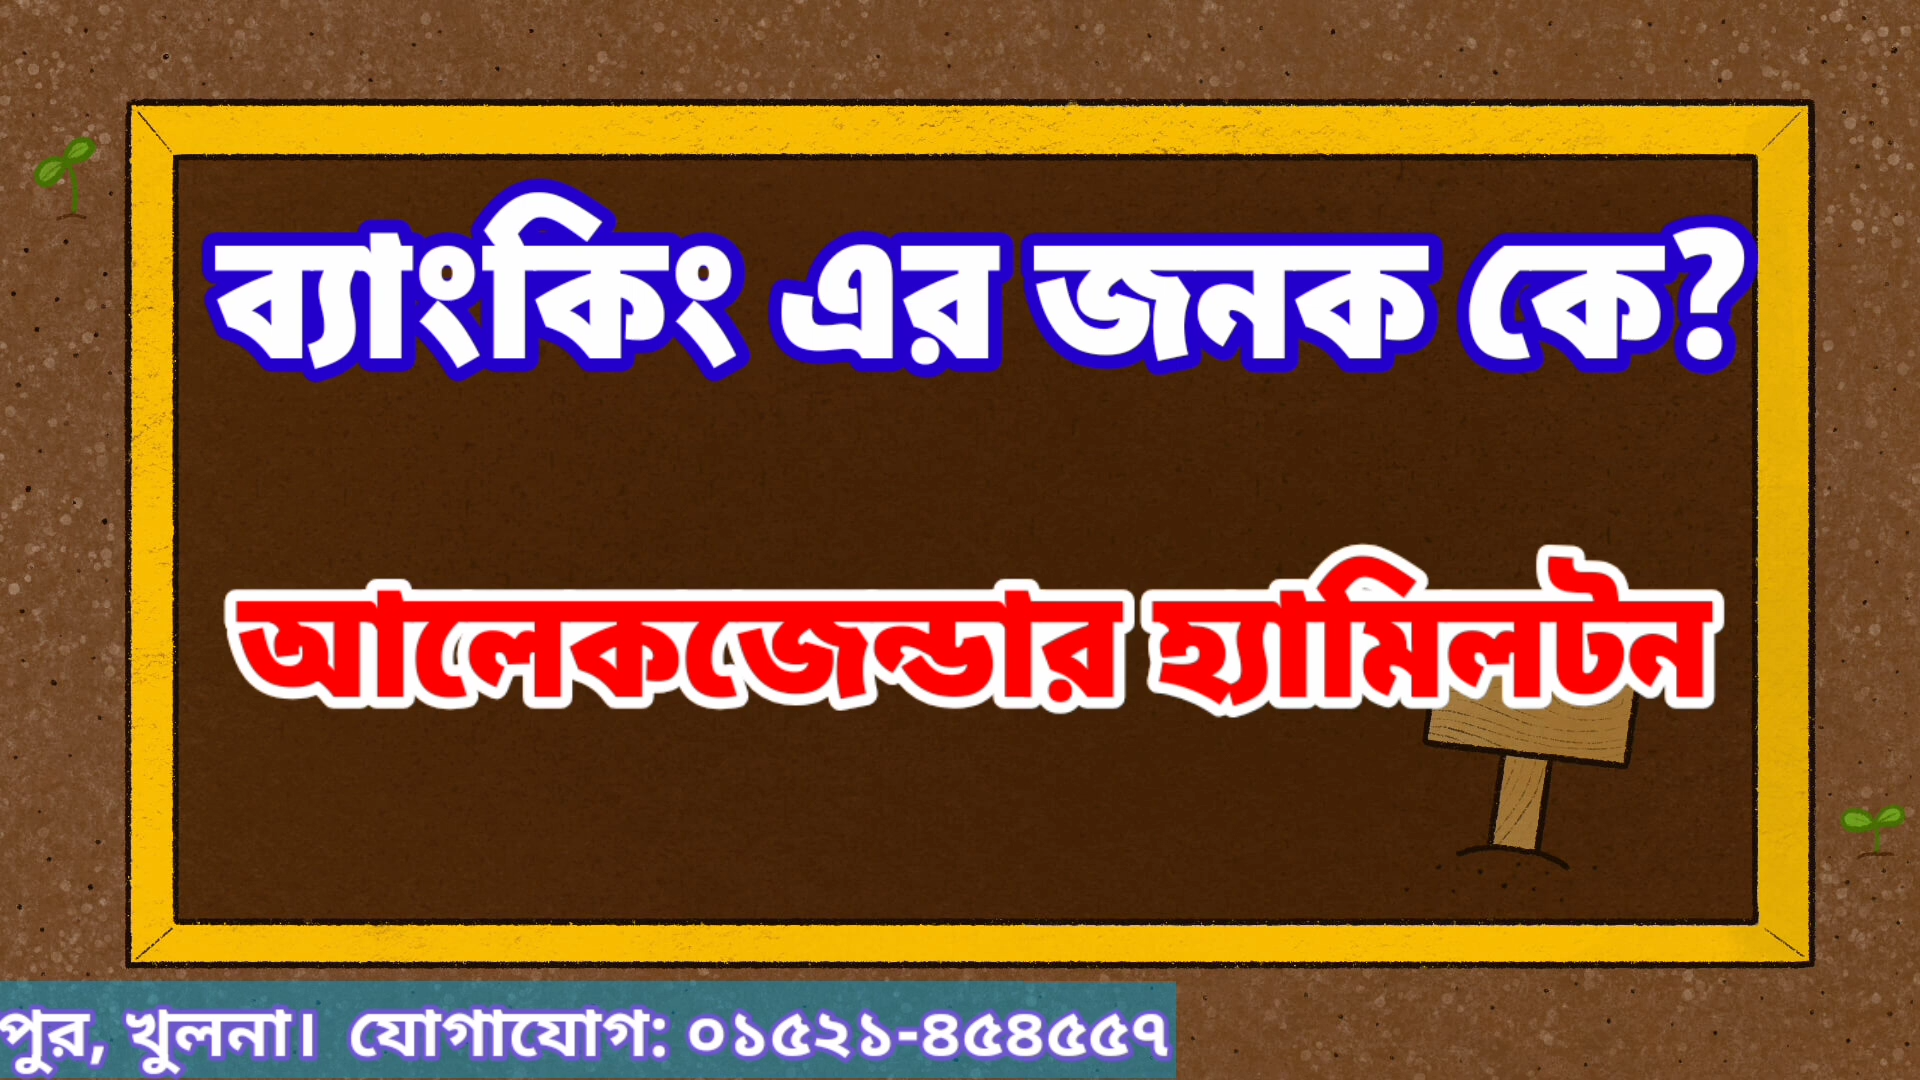 ব্যাংকিং এর জনক কে?
আলেকজেন্ডার হ্যামিলটন
পুর, খুলনা। যোগাযোগ: ০১৫২১-৪৫৪৫৫৭